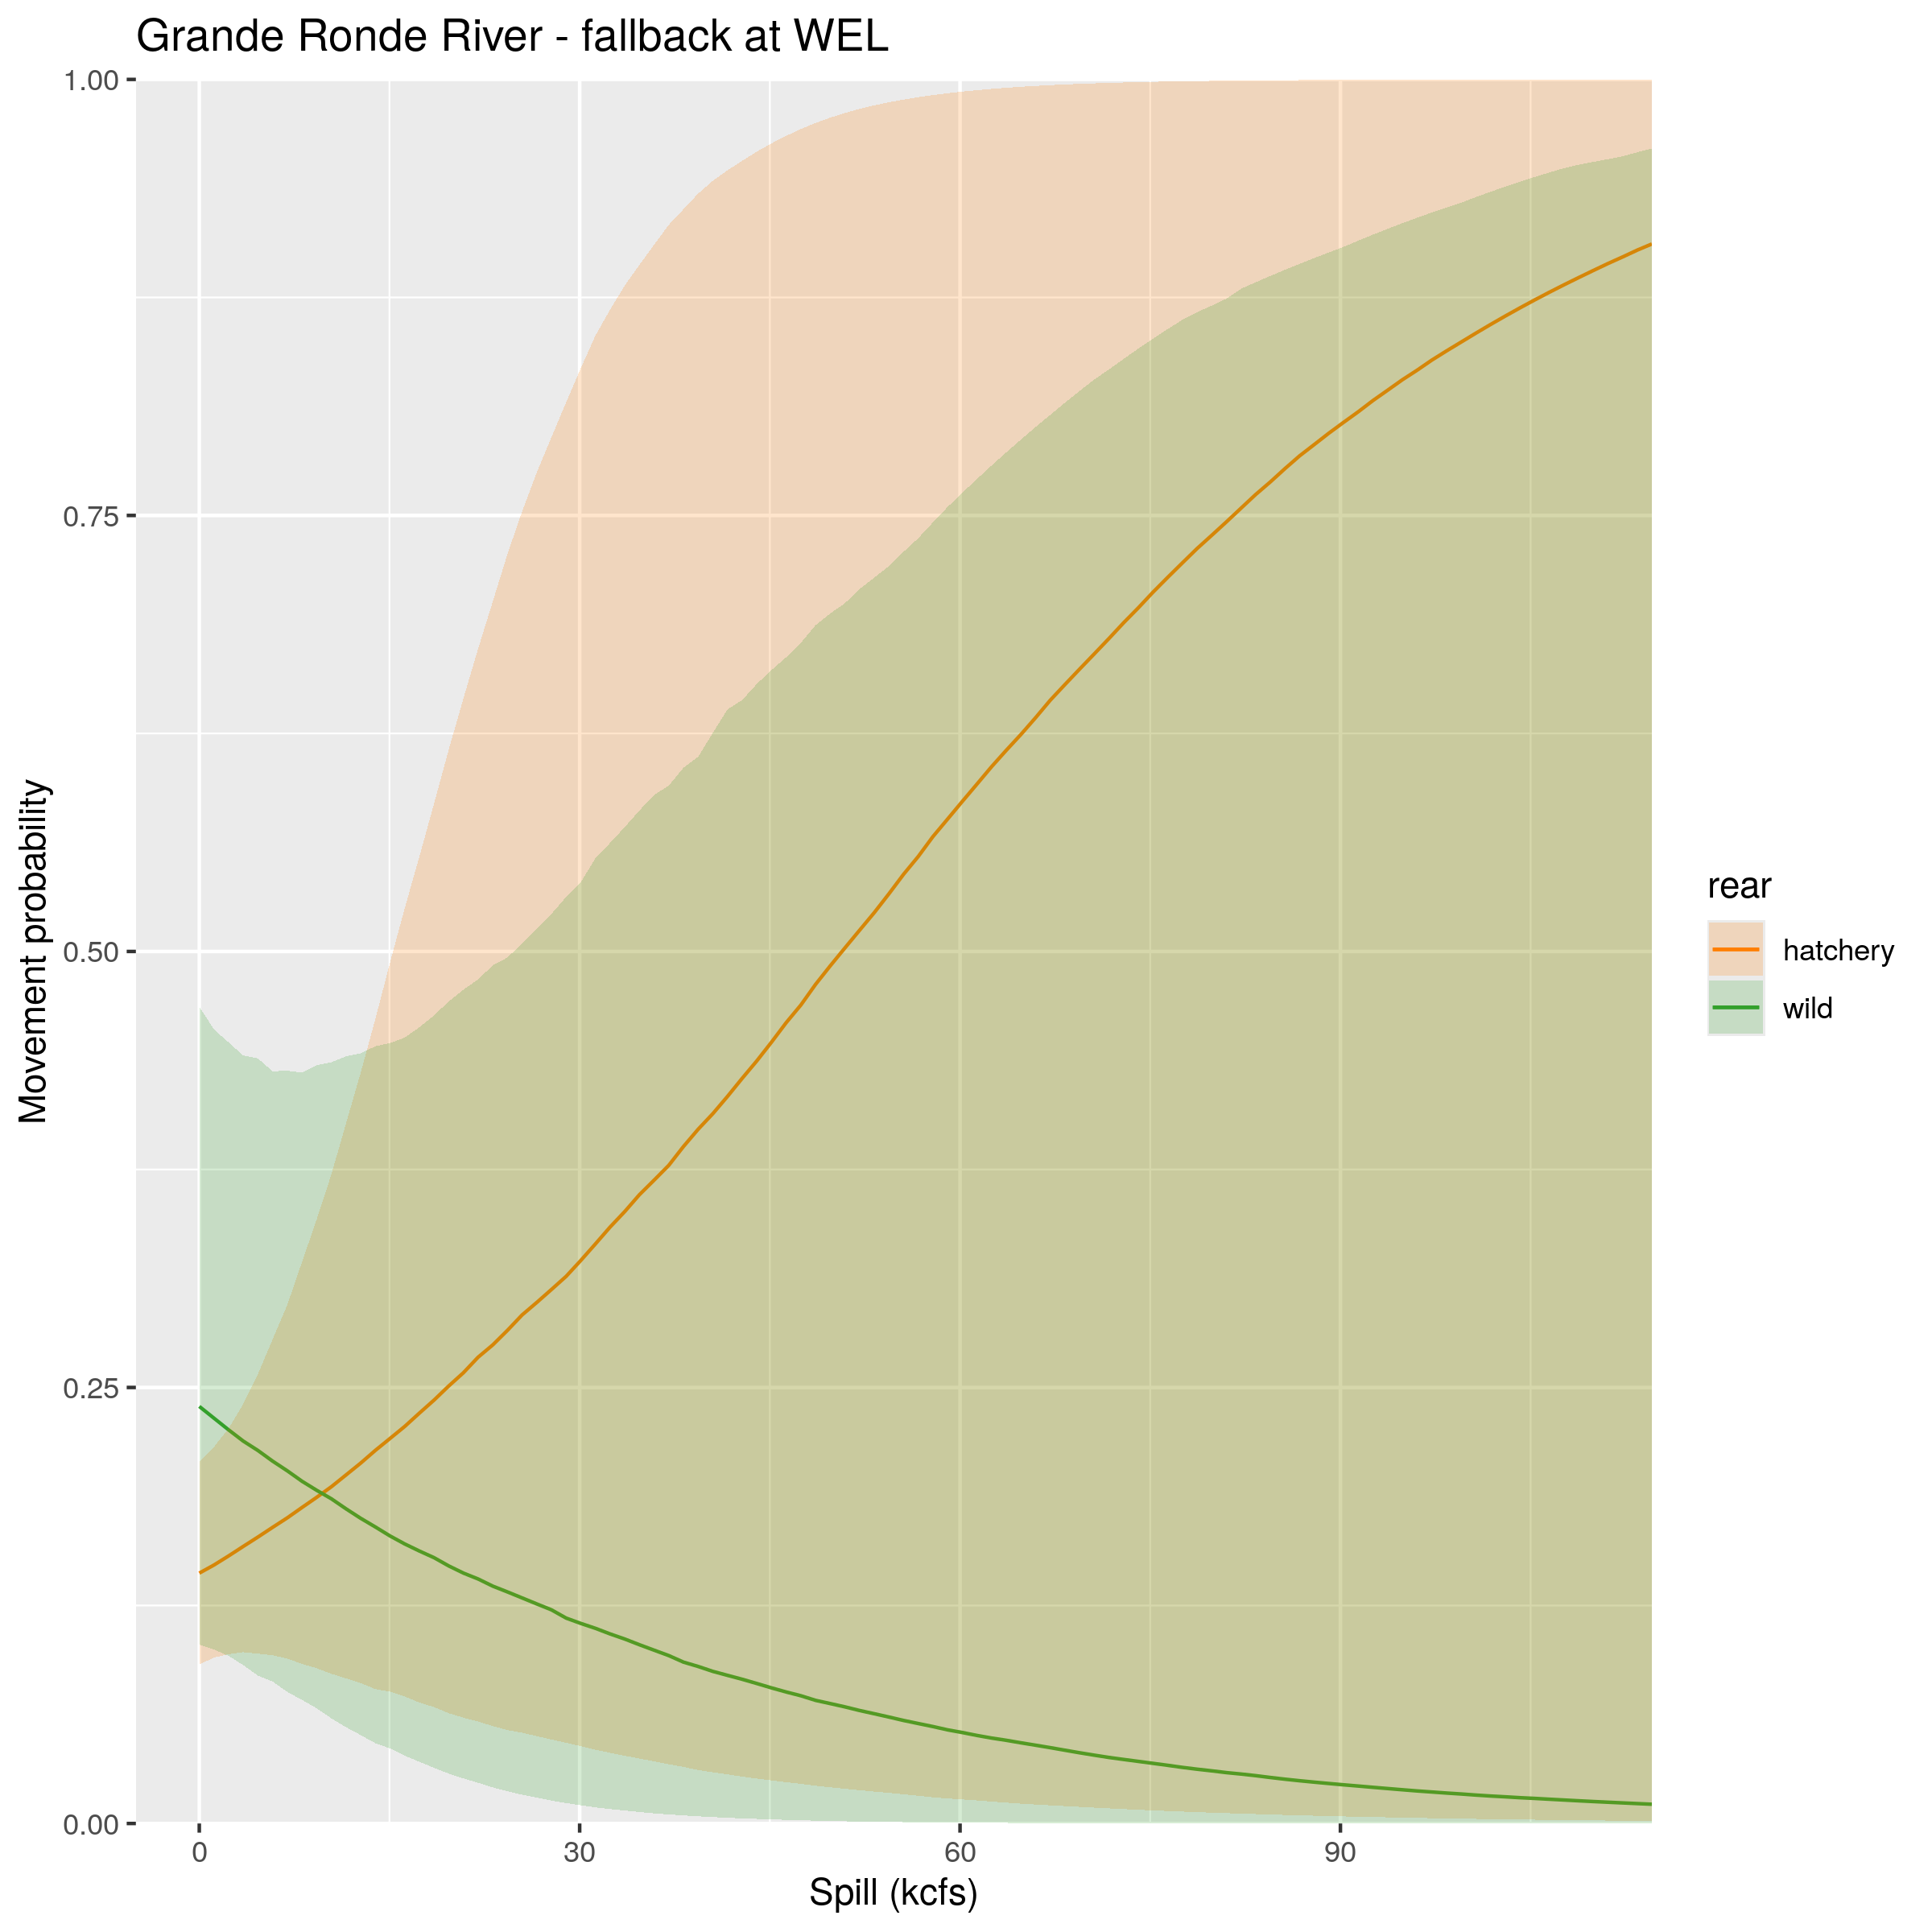 Grande Ronde River - fallback at WEL
Movement probability
1.00
0.75
0.50
0.25
0.00
0
30
60
90
Spill (kcfs)
rear
hatchery
wild